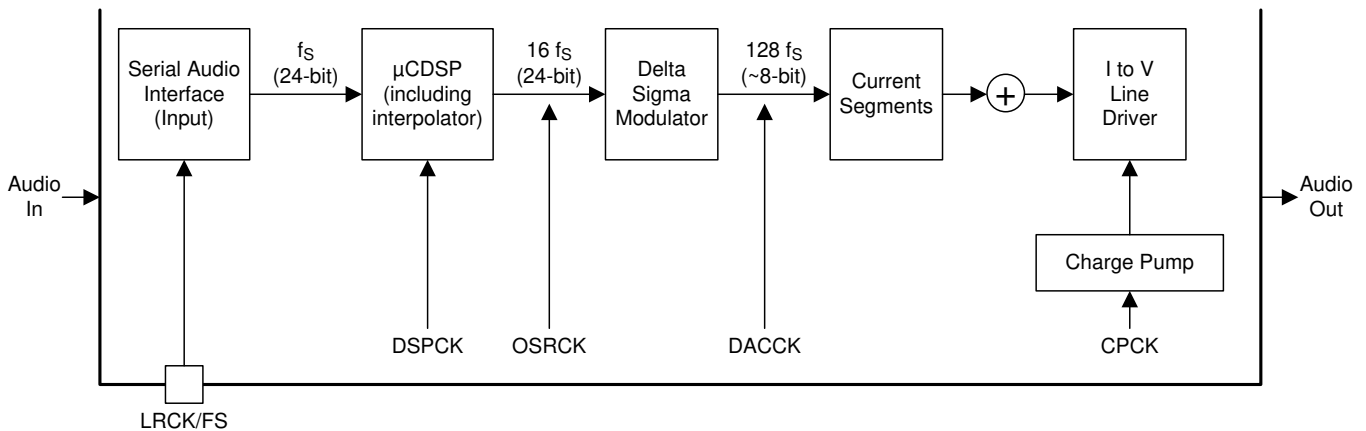 Serial Audio
Interface
(Input)
fS
(24-bit)
µCDSP
(including
interpolator)
16 fS
(24-bit)
Delta
Sigma
Modulator
128 fS
(~8-bit)
Current
Segments
+
I to V
Line
Driver
Audio
In
Audio
Out
Charge Pump
DSPCK
OSRCK
DACCK
CPCK
LRCK/FS